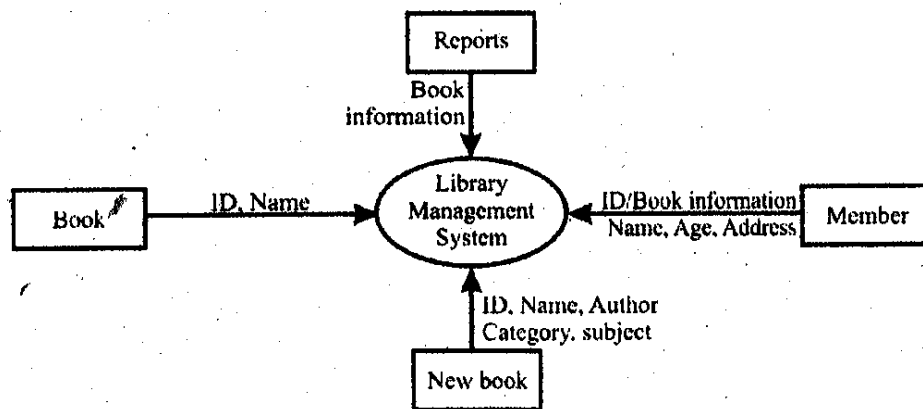 Reports
Book
information
Library
Management
System
Book
ID, Name
ID/Book information
Name, Age, Address
Member
ID, Name, Author
Category, subject
New book